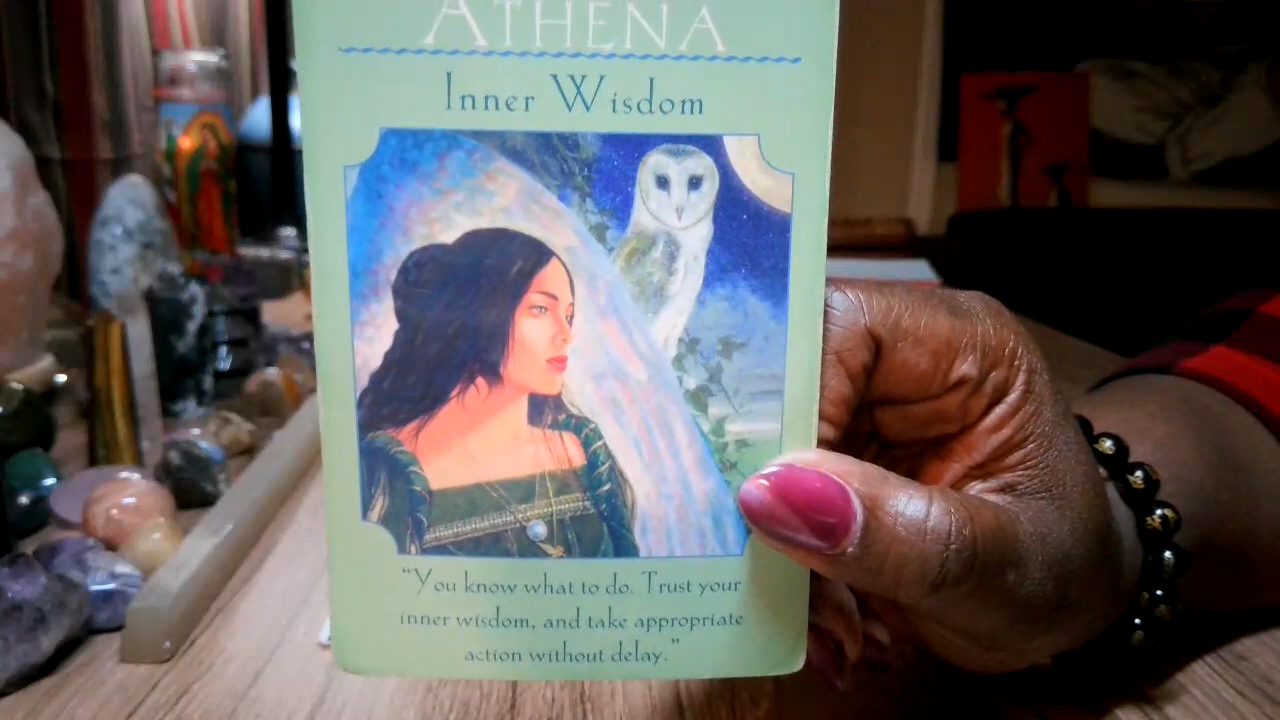 ATHENA
Inner Wisdom
"You know what to do. Trust your
inner wisdom, and take appropriate
action without delay."